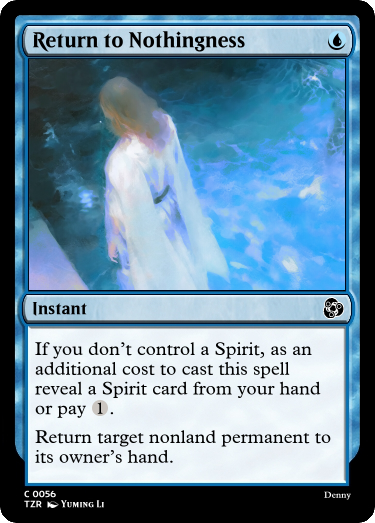 Return to Nothingness
Instant
If you don't control a Spirit, as an
additional cost to cast this spell
reveal a Spirit card from your hand
or pay 1.
Return target nonland permanent to
its owner's hand.
C 0056
TZR Yuming Li
Denny